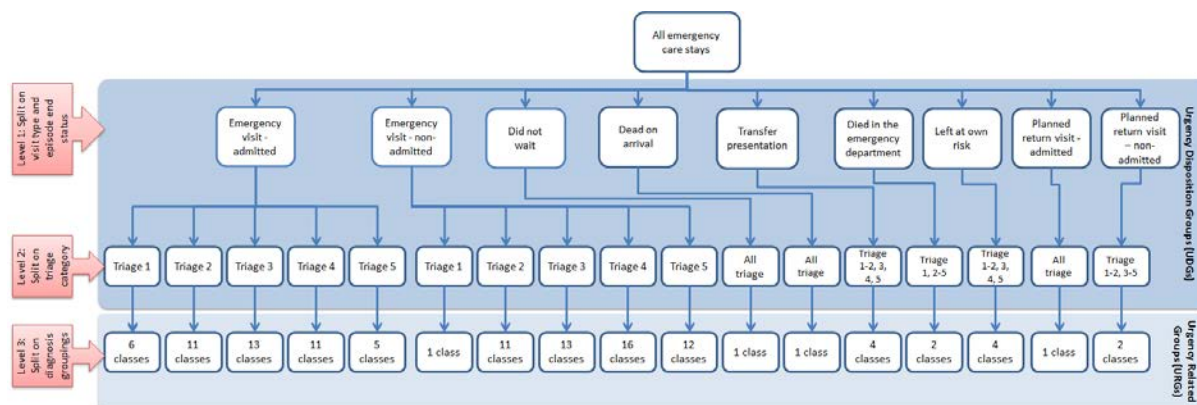 All emergency
care stays
Level 1: Split on
visit type and
episode end
status
Emergency
visit -
admitted
Emergency
visit - non-
admitted
Did not
wait
Dead on
arrival
Transfer
presentation
Died in the
emergency
department
Left at own
risk
Planned
return visit -
admitted
Planned
return visit
– non-
admitted
Urgency Disposition Groups (UDGs)
Level 2:
Split on
triage
category
Triage 1
Triage 2
Triage 3
Triage 4
Triage 5
Triage 1
Triage 2
Triage 3
Triage 4
Triage 5
All
triage
All
triage
Triage
1-2, 3,
4, 5
Triage
1, 2-5
Triage
1-2, 3,
4, 5
All
triage
Triage
1-2, 3-5
Level 3:
Split on
diagnosis
groupings
6
classes
11
classes
13
classes
11
classes
5
classes
1 class
11
classes
13
classes
16
classes
12
classes
1 class
1 class
4
classes
2
classes
4
classes
1 class
2
classes
Urgency Related
Groups (URGs)